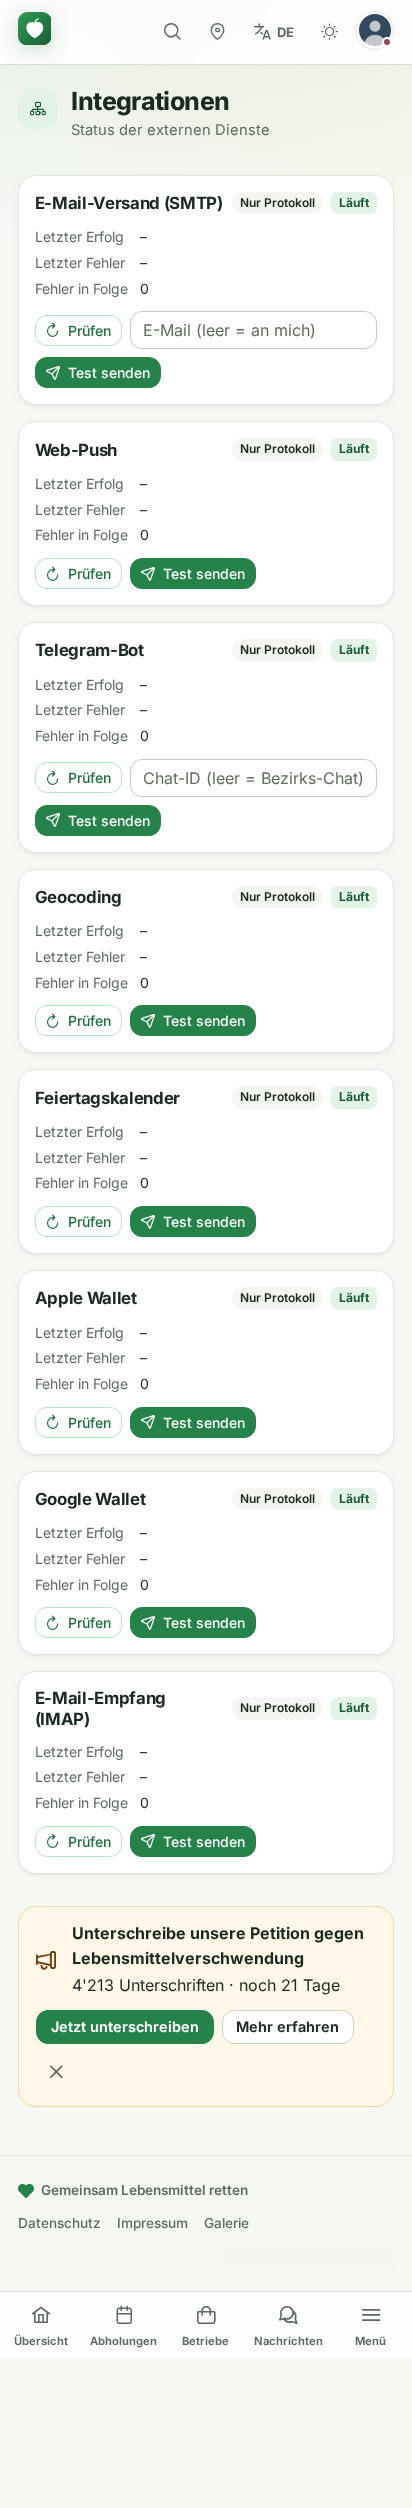 DE
Integrationen
Status der externen Dienste
E-Mail-Versand (SMTP) Nur Protokoll Läuft
Letzter Erfolg –
Letzter Fehler –
Fehler in Folge 0
Prüfen E-Mail (leer = an mich)
Test senden
Web-Push Nur Protokoll Läuft
Letzter Erfolg –
Letzter Fehler –
Fehler in Folge 0
Prüfen Test senden
Telegram-Bot Nur Protokoll Läuft
Letzter Erfolg –
Letzter Fehler –
Fehler in Folge 0
Prüfen Chat-ID (leer = Bezirks-Chat)
Test senden
Geocoding Nur Protokoll Läuft
Letzter Erfolg –
Letzter Fehler –
Fehler in Folge 0
Prüfen Test senden
Feiertagskalender Nur Protokoll Läuft
Letzter Erfolg –
Letzter Fehler –
Fehler in Folge 0
Prüfen Test senden
Apple Wallet Nur Protokoll Läuft
Letzter Erfolg –
Letzter Fehler –
Fehler in Folge 0
Prüfen Test senden
Google Wallet Nur Protokoll Läuft
Letzter Erfolg –
Letzter Fehler –
Fehler in Folge 0
Prüfen Test senden
E-Mail-Empfang
(IMAP) Nur Protokoll Läuft
Letzter Erfolg –
Letzter Fehler –
Fehler in Folge 0
Prüfen Test senden
Unterschreibe unsere Petition gegen
Lebensmittelverschwendung
4'213 Unterschriften · noch 21 Tage
Jetzt unterschreiben Mehr erfahren
Gemeinsam Lebensmittel retten
Datenschutz Impressum Galerie
Übersicht Abholungen Betriebe Nachrichten Menü